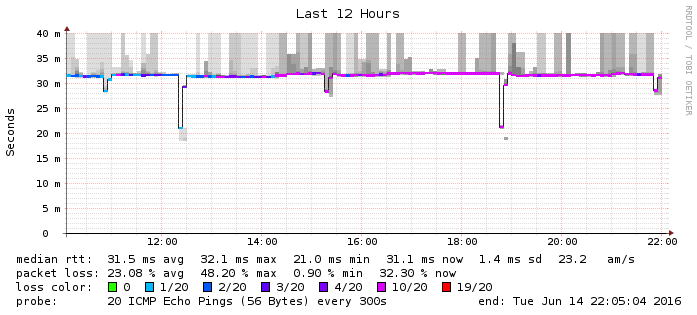 Last 12 Hours
RRDTOOL / TOBI OETIKER
Seconds
40 m
35 m
30 m
25 m
20 m
15 m
10 m
5 m
0
12:00 14:00 16:00 18:00 20:00 22:00
median rtt: 31.5 ms avg 32.1 ms max 21.0 ms min 31.1 ms now 1.4 ms sd 23.2 am/s
packet loss: 23.08 % avg 48.20 % max 0.90 % min 32.30 % now
loss color: 0 1/20 2/20 3/20 4/20 10/20 19/20
probe: 20 ICMP Echo Pings (56 Bytes) every 300s end: Tue Jun 14 22:05:04 2016